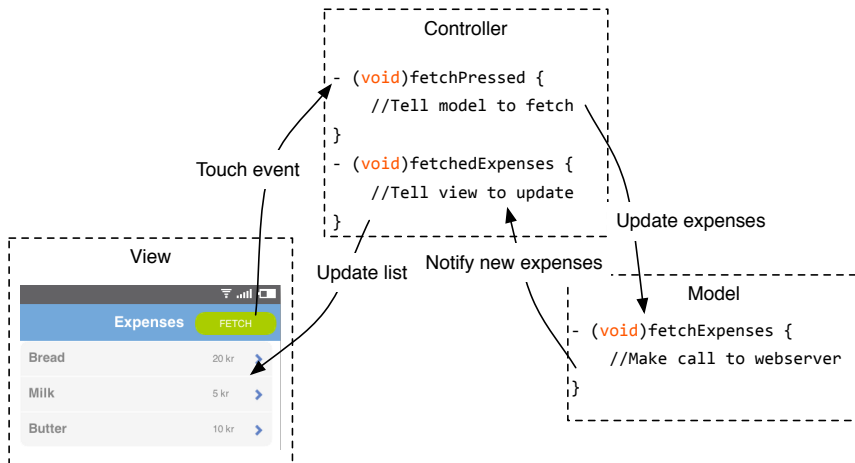 Controller
- (void)fetchPressed {
//Tell model to fetch
}
- (void)fetchedExpenses {
//Tell view to update
}
Touch event
Update expenses
Update list
Notify new expenses
View
Expenses
FETCH
Bread 20 kr
Milk 5 kr
Butter 10 kr
Model
- (void)fetchExpenses {
//Make call to webserver
}